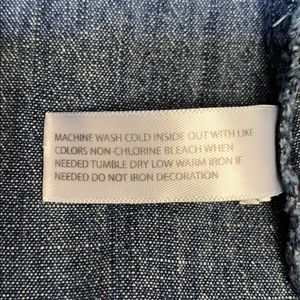 MACHINE WASH COLD INSIDE OUT WITH LIKE
COLORS NON-CHLORINE BLEACH WHEN
NEEDED TUMBLE DRY LOW WARM IRON IF
NEEDED DO NOT IRON DECORATION